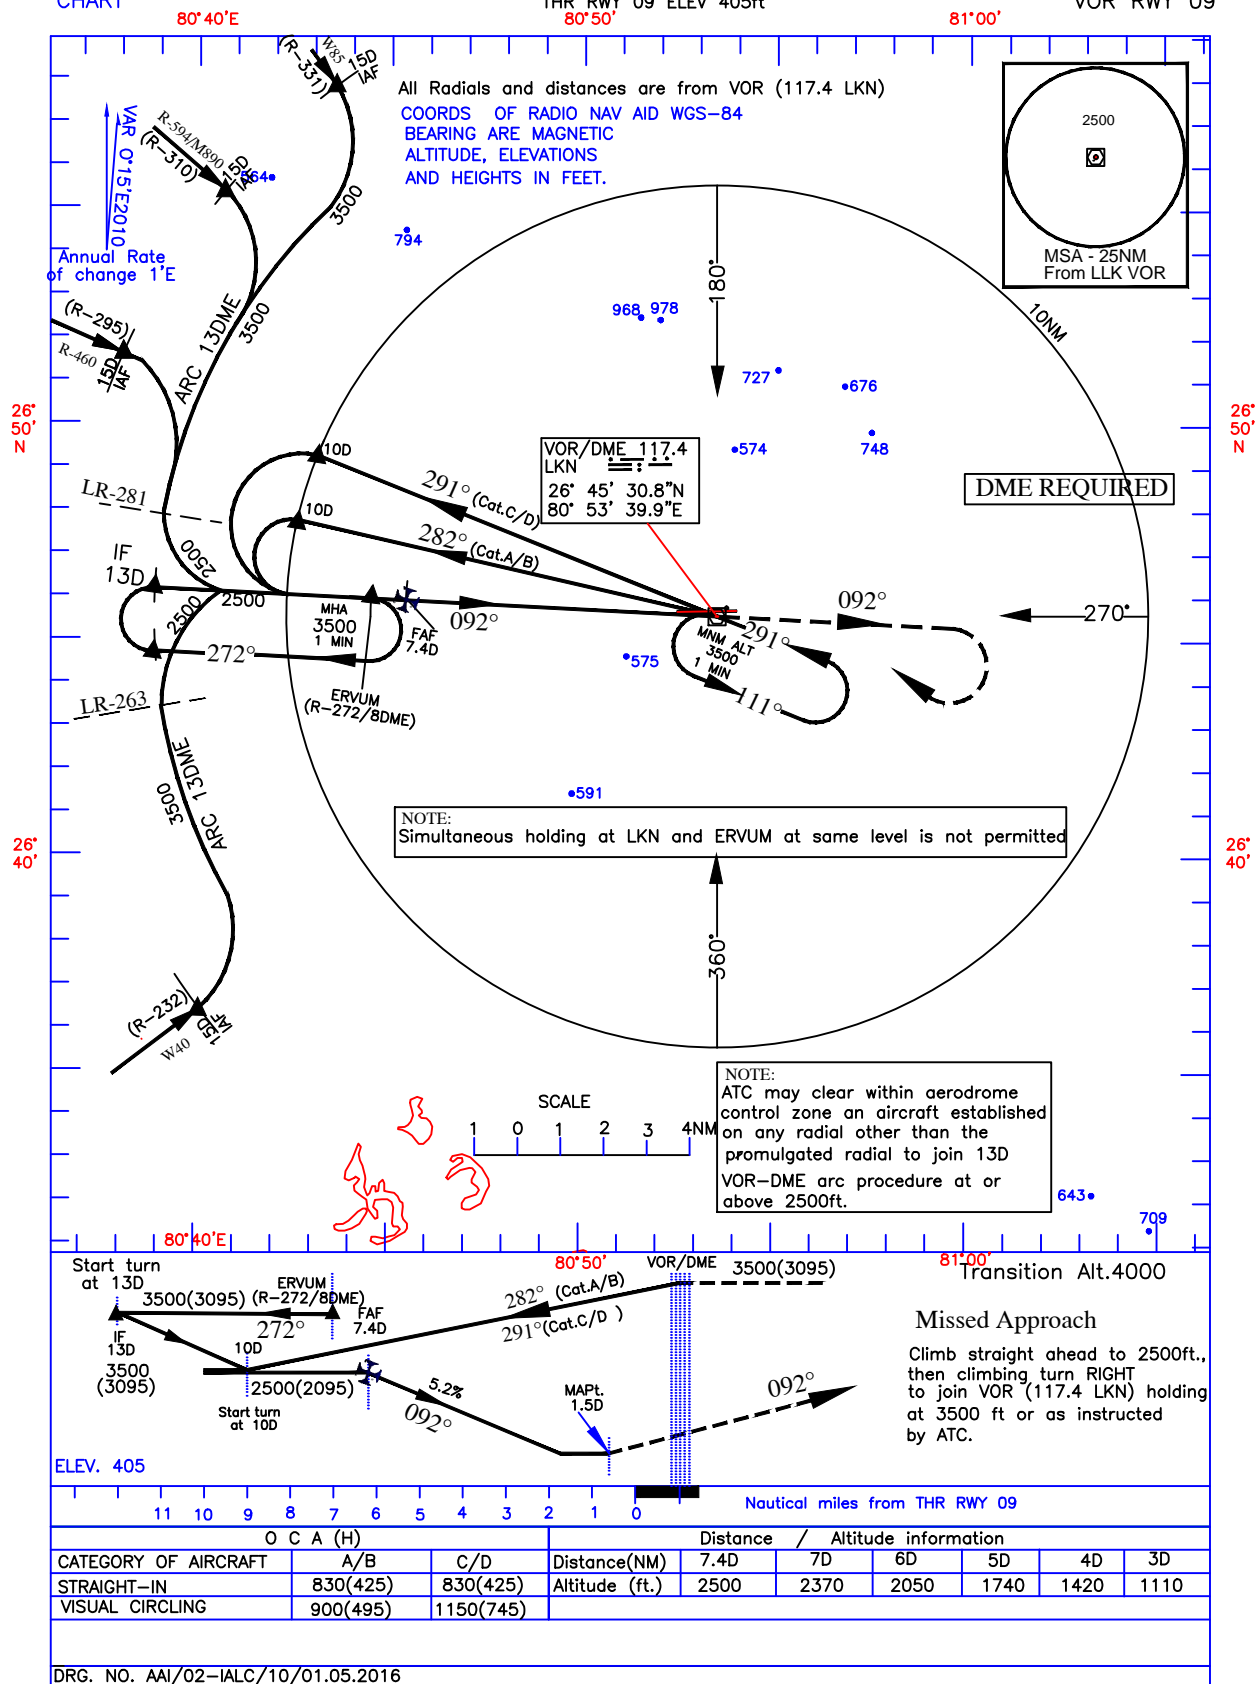 CHART
THR RWY 09 ELEV 405ft
VOR RWY 09
80°40'E
80°50'
81°00'
W85
(R-331)
15D
IAF
All Radials and distances are from VOR (117.4 LKN)
COORDS OF RADIO NAV AID WGS-84
BEARING ARE MAGNETIC
ALTITUDE, ELEVATIONS
AND HEIGHTS IN FEET.
2500
MSA - 25NM
From LLK VOR
VAR 0°15'E2010
Annual Rate
of change 1'E
R-594/M890
(R-310)
15D
IAF
564
3500
794
180°
10NM
968
978
(R-295)
R-460
15D
IAF
ARC 13DME
3500
727
676
26°
50'
N
26°
50'
N
10D
VOR/DME 117.4
LKN
26° 45' 30.8"N
80° 53' 39.9"E
574
748
291° (Cat.C/D)
DME REQUIRED
LR-281
10D
282° (Cat.A/B)
IF
13D
2500
2500
2500
MHA
3500
1 MIN
FAF
7.4D
092°
092°
270°
272°
MNM ALT
3500
1 MIN
291°
111°
575
ERVUM
(R-272/8DME)
LR-263
ARC 13DME
3500
591
NOTE:
Simultaneous holding at LKN and ERVUM at same level is not permitted
26°
40'
26°
40'
360°
(R-232)
W40
15D
IAF
SCALE
1 0 1 2 3 4NM
NOTE:
ATC may clear within aerodrome
control zone an aircraft established
on any radial other than the
promulgated radial to join 13D
VOR-DME arc procedure at or
above 2500ft.
643
709
80°40'E
80°50'
81°00'
Start turn
at 13D
ERVUM
3500(3095) (R-272/8DME)
272°
FAF
7.4D
IF
13D
3500
(3095)
10D
2500(2095)
Start turn
at 10D
282° (Cat.A/B)
291° (Cat.C/D )
VOR/DME
3500(3095)
Transition Alt.4000
5.2%
092°
MAPt.
1.5D
092°
Missed Approach
Climb straight ahead to 2500ft.,
then climbing turn RIGHT
to join VOR (117.4 LKN) holding
at 3500 ft or as instructed
by ATC.
ELEV. 405
11 10 9 8 7 6 5 4 3 2 1 0
Nautical miles from THR RWY 09
O C A (H)
Distance / Altitude information
CATEGORY OF AIRCRAFT A/B C/D Distance(NM) 7.4D 7D 6D 5D 4D 3D
STRAIGHT-IN 830(425) 830(425) Altitude (ft.) 2500 2370 2050 1740 1420 1110
VISUAL CIRCLING 900(495) 1150(745)
DRG. NO. AAI/02-IALC/10/01.05.2016